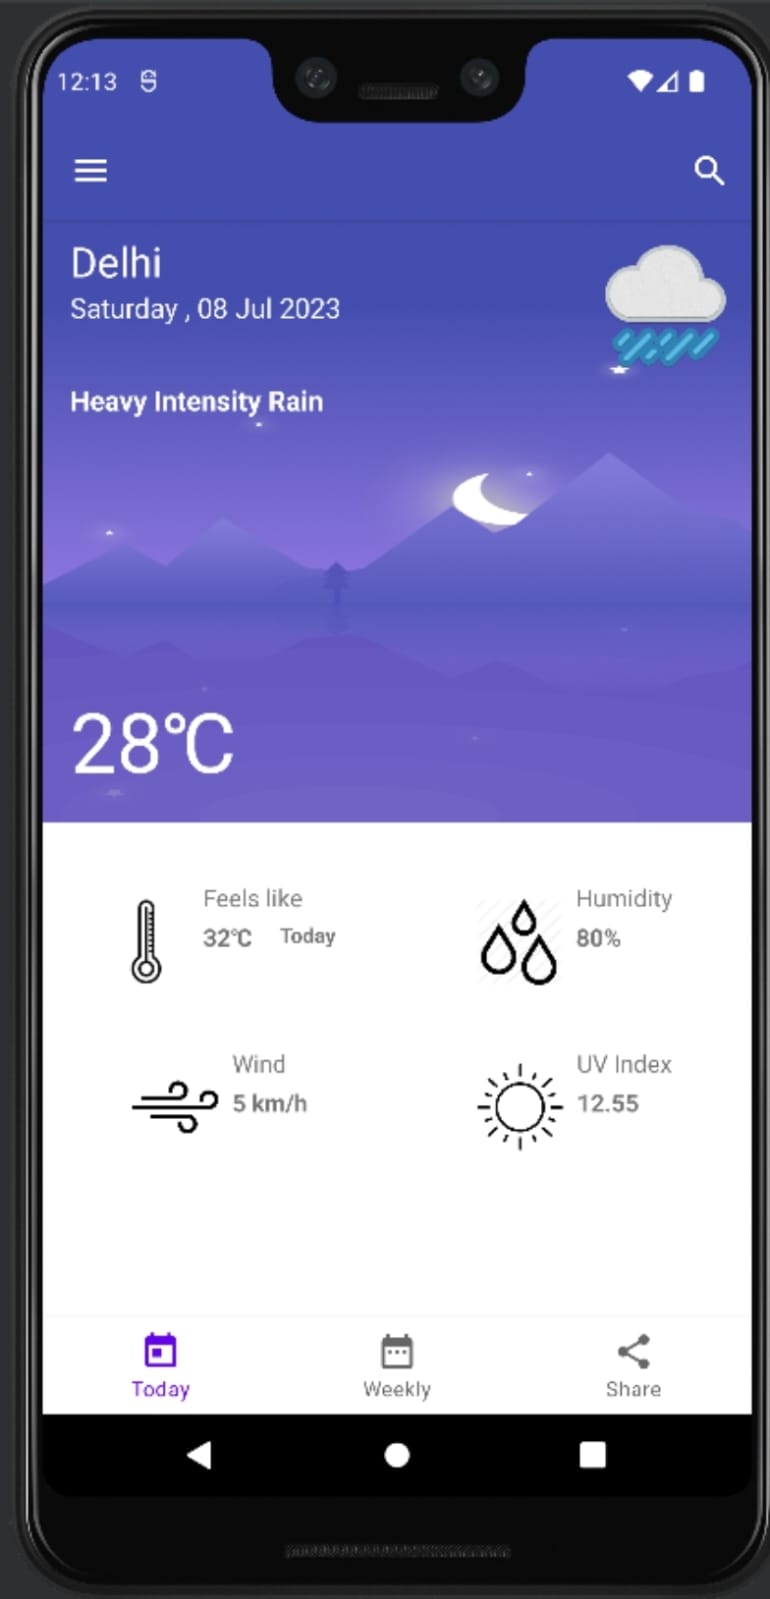 12:13
Delhi
Saturday , 08 Jul 2023
Heavy Intensity Rain
28°C
Feels like
32°C Today
Humidity
80%
Wind
5 km/h
UV Index
12.55
Today
Weekly
Share